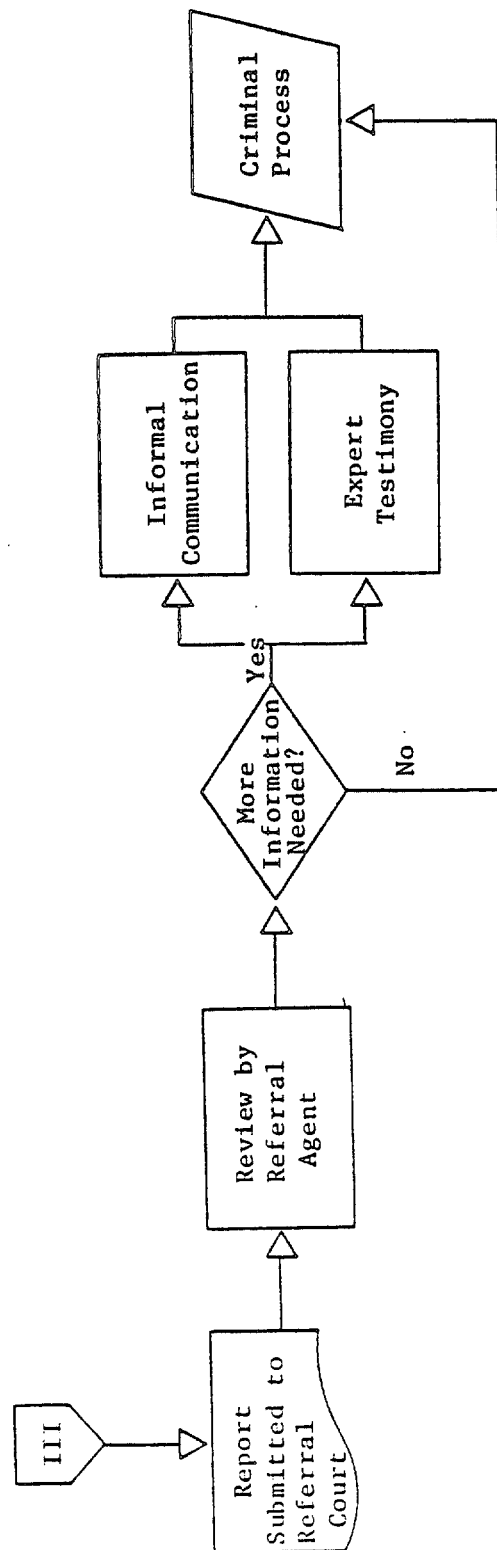 III
Report
Submitted to
Referral
Court
Review by
Referral
Agent
More
Information
Needed?
Yes
No
Informal
Communication
Expert
Testimony
Criminal
Process